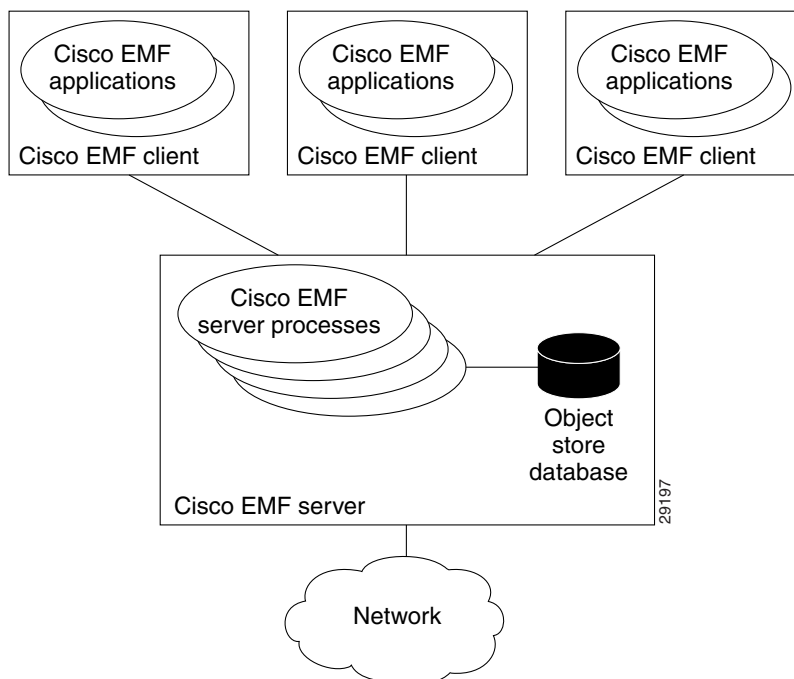 Cisco EMF
applications
Cisco EMF client
Cisco EMF
applications
Cisco EMF client
Cisco EMF
applications
Cisco EMF client
Cisco EMF
server processes
Object
store
database
Cisco EMF server
29197
Network